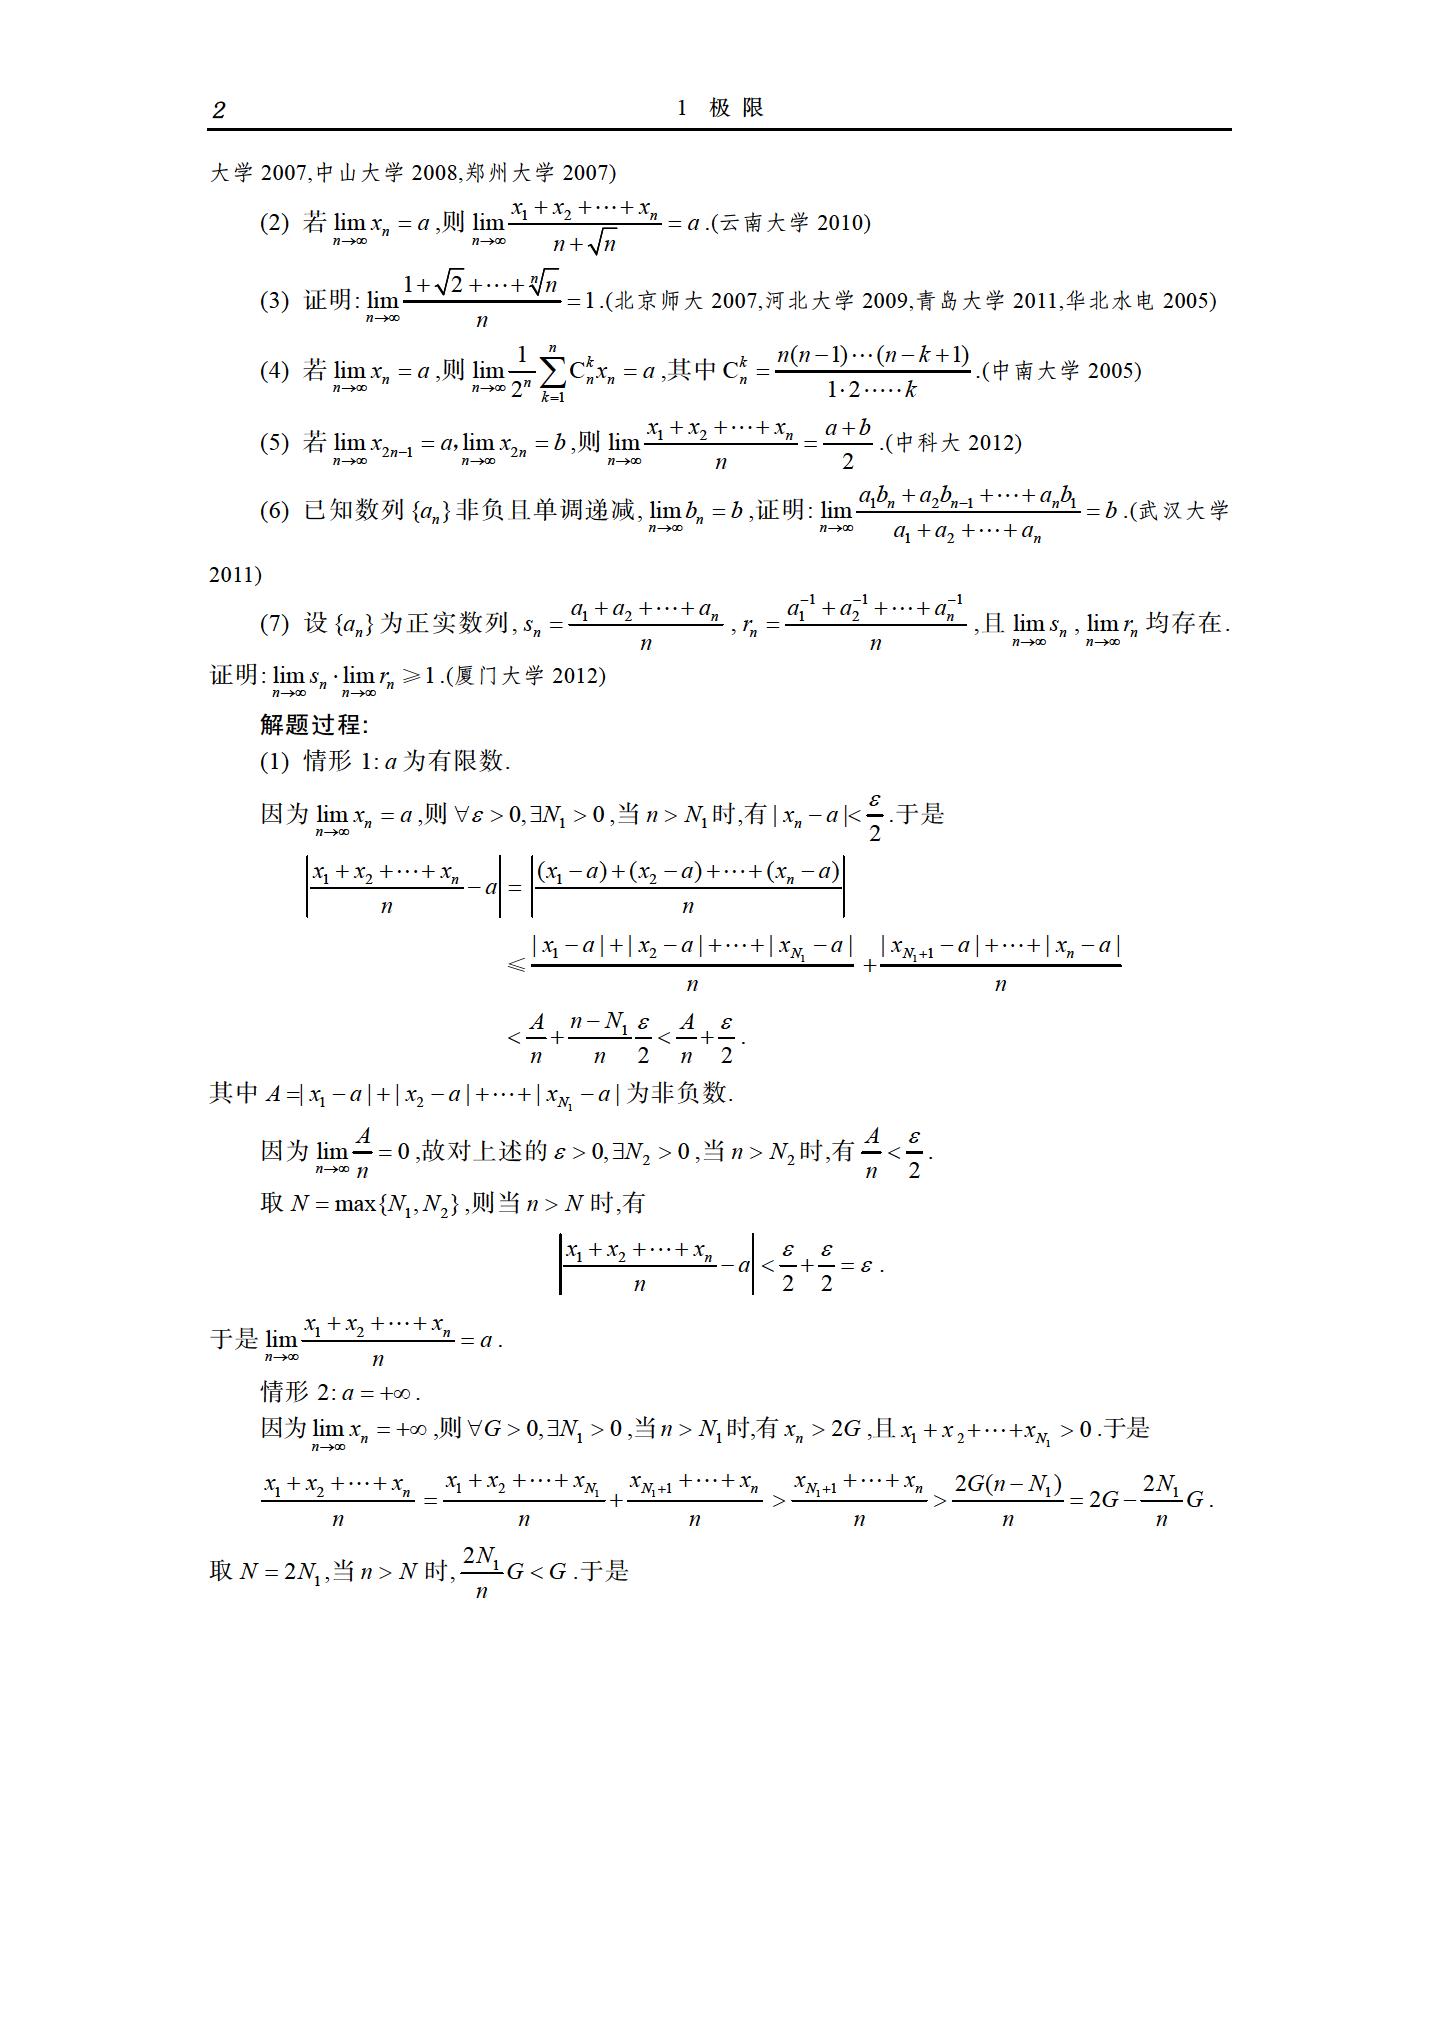 2 1 极 限
大学 2007,中山大学 2008,郑州大学 2007)
(2) 若 $\lim_{n\to\infty} x_n = a$ ,则 $\lim_{n\to\infty} \frac{x_1+x_2+\cdots+x_n}{n+\sqrt{n}} = a$ .(云南大学 2010)
(3) 证明: $\lim_{n\to\infty} \frac{1+\sqrt{2}+\cdots+\sqrt[n]{n}}{n} = 1$ .(北京师大 2007,河北大学 2009,青岛大学 2011,华北水电 2005)
(4) 若 $\lim_{n\to\infty} x_n = a$ ,则 $\lim_{n\to\infty} \frac{1}{2^n} \sum_{k=1}^{n} \mathrm{C}_n^k x_n = a$ ,其中 $\mathrm{C}_n^k = \frac{n(n-1)\cdots(n-k+1)}{1\cdot 2\cdot\cdots\cdot k}$ .(中南大学 2005)
(5) 若 $\lim_{n\to\infty} x_{2n-1} = a, \lim_{n\to\infty} x_{2n} = b$ ,则 $\lim_{n\to\infty} \frac{x_1+x_2+\cdots+x_n}{n} = \frac{a+b}{2}$ .(中科大 2012)
(6) 已知数列 $\{a_n\}$ 非负且单调递减, $\lim_{n\to\infty} b_n = b$ ,证明: $\lim_{n\to\infty} \frac{a_1b_n+a_2b_{n-1}+\cdots+a_nb_1}{a_1+a_2+\cdots+a_n} = b$ .(武汉大学
2011)
(7) 设 $\{a_n\}$ 为正实数列, $s_n = \frac{a_1+a_2+\cdots+a_n}{n}$ , $r_n = \frac{a_1^{-1}+a_2^{-1}+\cdots+a_n^{-1}}{n}$ ,且 $\lim_{n\to\infty} s_n$ , $\lim_{n\to\infty} r_n$ 均存在.
证明: $\lim_{n\to\infty} s_n \cdot \lim_{n\to\infty} r_n \geqslant 1$ .(厦门大学 2012)
解题过程:
(1) 情形 1: $a$ 为有限数.
因为 $\lim_{n\to\infty} x_n = a$ ,则 $\forall \varepsilon > 0, \exists N_1 > 0$ ,当 $n > N_1$ 时,有 $|x_n - a| < \frac{\varepsilon}{2}$ .于是
$\left|\frac{x_1+x_2+\cdots+x_n}{n} - a\right| = \left|\frac{(x_1-a)+(x_2-a)+\cdots+(x_n-a)}{n}\right|$
$\leqslant \frac{|x_1-a|+|x_2-a|+\cdots+|x_{N_1}-a|}{n} + \frac{|x_{N_1+1}-a|+\cdots+|x_n-a|}{n}$
$< \frac{A}{n} + \frac{n-N_1}{n}\frac{\varepsilon}{2} < \frac{A}{n} + \frac{\varepsilon}{2}$ .
其中 $A = |x_1-a|+|x_2-a|+\cdots+|x_{N_1}-a|$ 为非负数.
因为 $\lim_{n\to\infty} \frac{A}{n} = 0$ ,故对上述的 $\varepsilon > 0, \exists N_2 > 0$ ,当 $n > N_2$ 时,有 $\frac{A}{n} < \frac{\varepsilon}{2}$ .
取 $N = \max\{N_1, N_2\}$ ,则当 $n > N$ 时,有
$\left|\frac{x_1+x_2+\cdots+x_n}{n} - a\right| < \frac{\varepsilon}{2} + \frac{\varepsilon}{2} = \varepsilon$ .
于是 $\lim_{n\to\infty} \frac{x_1+x_2+\cdots+x_n}{n} = a$ .
情形 2: $a = +\infty$ .
因为 $\lim_{n\to\infty} x_n = +\infty$ ,则 $\forall G > 0, \exists N_1 > 0$ ,当 $n > N_1$ 时,有 $x_n > 2G$ ,且 $x_1+x_2+\cdots+x_{N_1} > 0$ .于是
$\frac{x_1+x_2+\cdots+x_n}{n} = \frac{x_1+x_2+\cdots+x_{N_1}}{n} + \frac{x_{N_1+1}+\cdots+x_n}{n} > \frac{x_{N_1+1}+\cdots+x_n}{n} > \frac{2G(n-N_1)}{n} = 2G - \frac{2N_1}{n}G$ .
取 $N = 2N_1$ ,当 $n > N$ 时, $\frac{2N_1}{n}G < G$ .于是